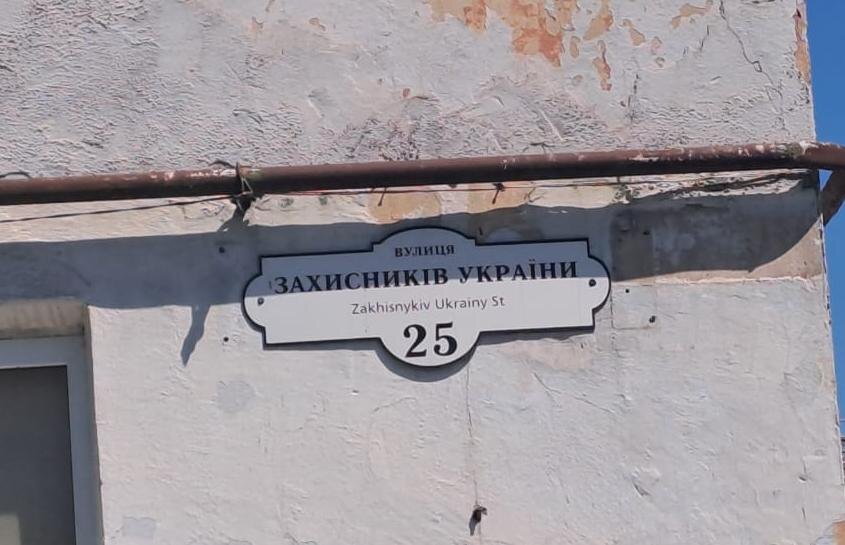 ВУЛИЦЯ
ЗАХИСНИКІВ УКРАЇНИ
Zakhisnykiv Ukrainy St
25